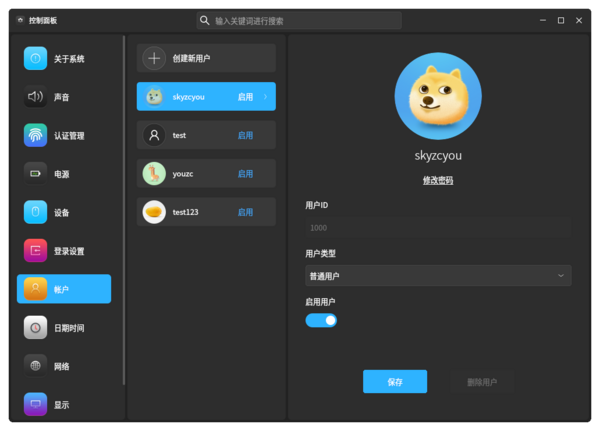 控制面板
输入关键词进行搜索
关于系统
声音
认证管理
电源
设备
登录设置
帐户
日期时间
网络
显示
创建新用户
skyzcyou 启用
test 启用
youzc 启用
test123 启用
skyzcyou
修改密码
用户ID
1000
用户类型
普通用户
启用用户
保存
删除用户